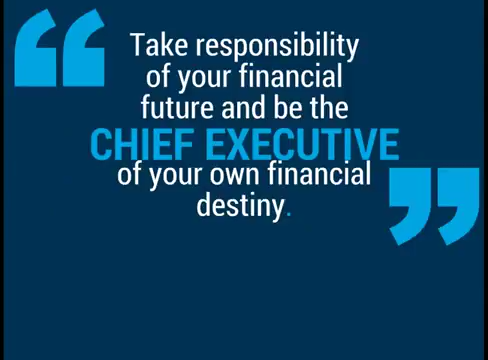 Take responsibility
of your financial
future and be the
CHIEF EXECUTIVE
of your own financial
destiny.